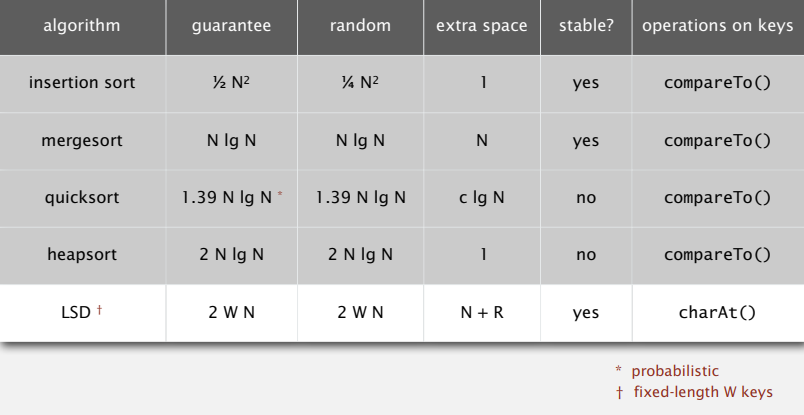 algorithm guarantee random extra space stable? operations on keys
insertion sort ½ N² ¼ N² 1 yes compareTo()
mergesort N lg N N lg N N yes compareTo()
quicksort 1.39 N lg N * 1.39 N lg N c lg N no compareTo()
heapsort 2 N lg N 2 N lg N 1 no compareTo()
LSD † 2 W N 2 W N N + R yes charAt()
* probabilistic
† fixed-length W keys